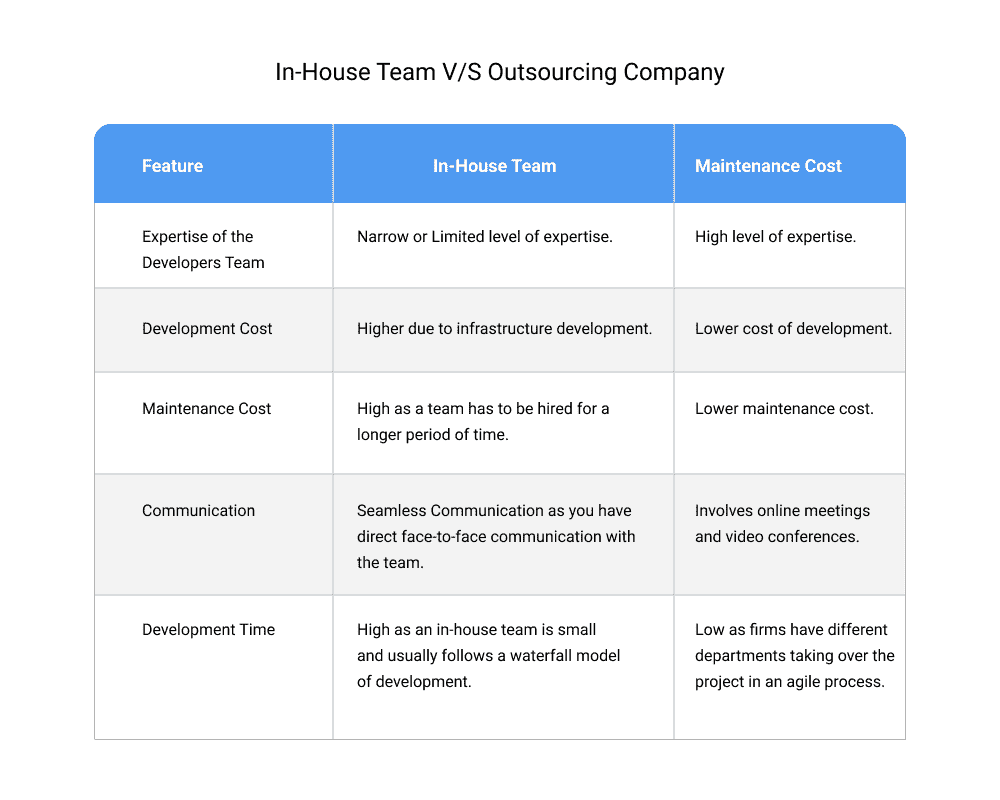 In-House Team V/S Outsourcing Company
Feature
In-House Team
Maintenance Cost
Expertise of the
Developers Team
Narrow or Limited level of expertise.
High level of expertise.
Development Cost
Higher due to infrastructure development.
Lower cost of development.
Maintenance Cost
High as a team has to be hired for a
longer period of time.
Lower maintenance cost.
Communication
Seamless Communication as you have
direct face-to-face communication with
the team.
Involves online meetings
and video conferences.
Development Time
High as an in-house team is small
and usually follows a waterfall model
of development.
Low as firms have different
departments taking over the
project in an agile process.